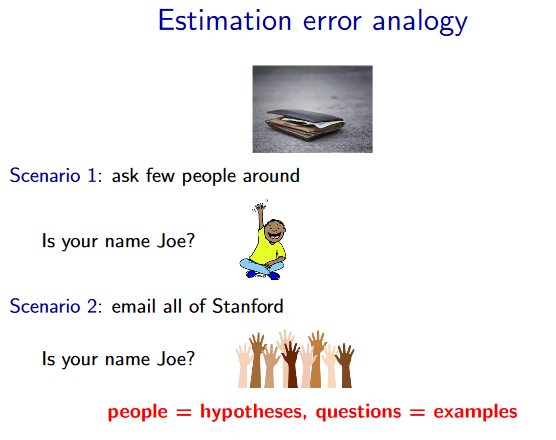 Estimation error analogy
Scenario 1: ask few people around
Is your name Joe?
Scenario 2: email all of Stanford
Is your name Joe?
people = hypotheses, questions = examples